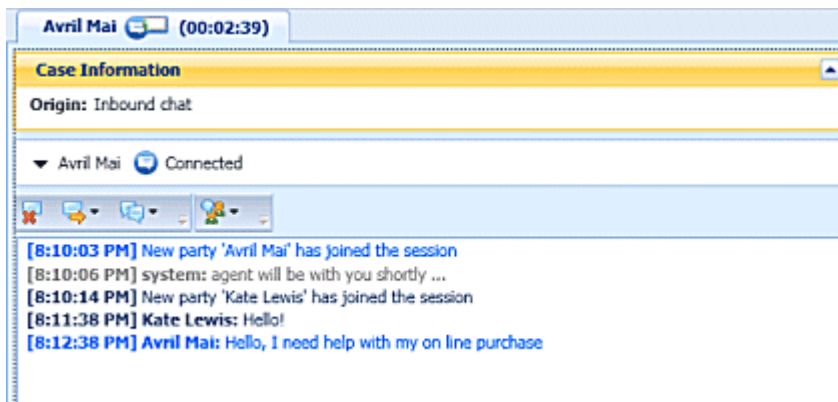 Avril Mai (00:02:39)
Case Information
Origin: Inbound chat
Avril Mai Connected
[8:10:03 PM] New party 'Avril Mai' has joined the session
[8:10:06 PM] system: agent will be with you shortly ...
[8:10:14 PM] New party 'Kate Lewis' has joined the session
[8:11:38 PM] Kate Lewis: Hello!
[8:12:38 PM] Avril Mai: Hello, I need help with my on line purchase